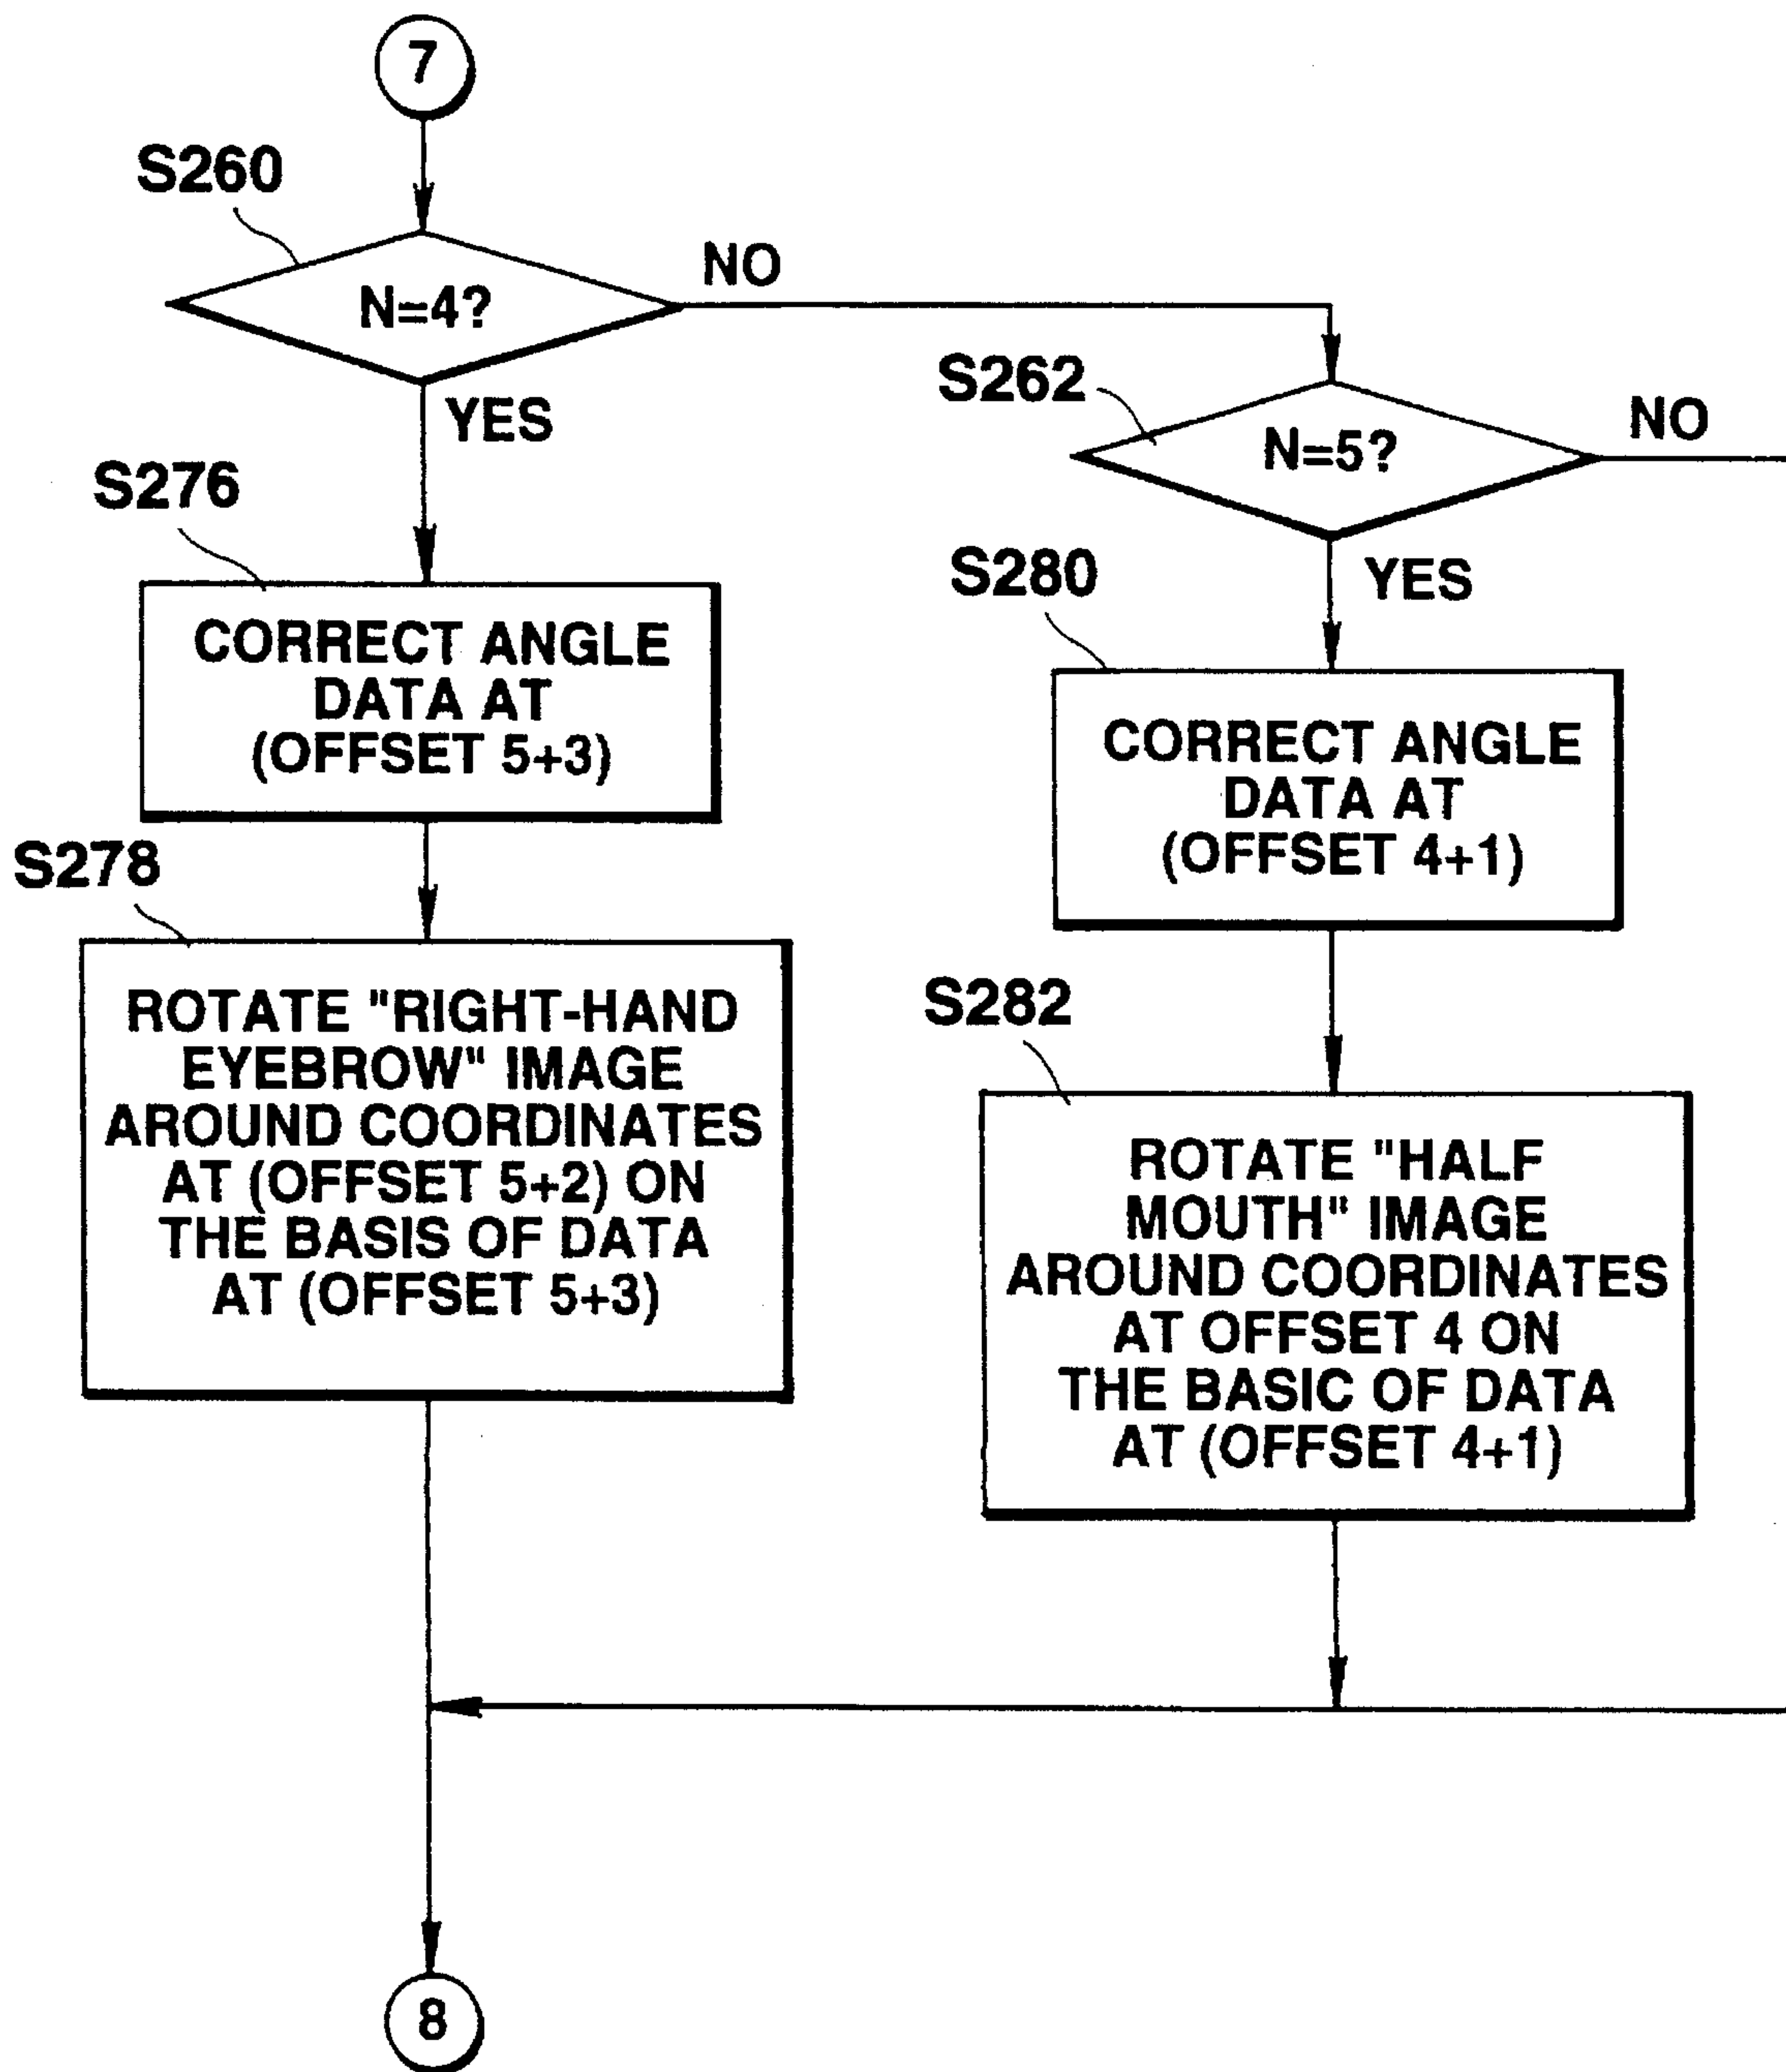 7
S260
N=4?
NO
YES
S262
N=5?
NO
YES
S276
CORRECT ANGLE
DATA AT
(OFFSET 5+3)
S278
ROTATE "RIGHT-HAND
EYEBROW" IMAGE
AROUND COORDINATES
AT (OFFSET 5+2) ON
THE BASIS OF DATA
AT (OFFSET 5+3)
S280
CORRECT ANGLE
DATA AT
(OFFSET 4+1)
S282
ROTATE "HALF
MOUTH" IMAGE
AROUND COORDINATES
AT OFFSET 4 ON
THE BASIC OF DATA
AT (OFFSET 4+1)
8